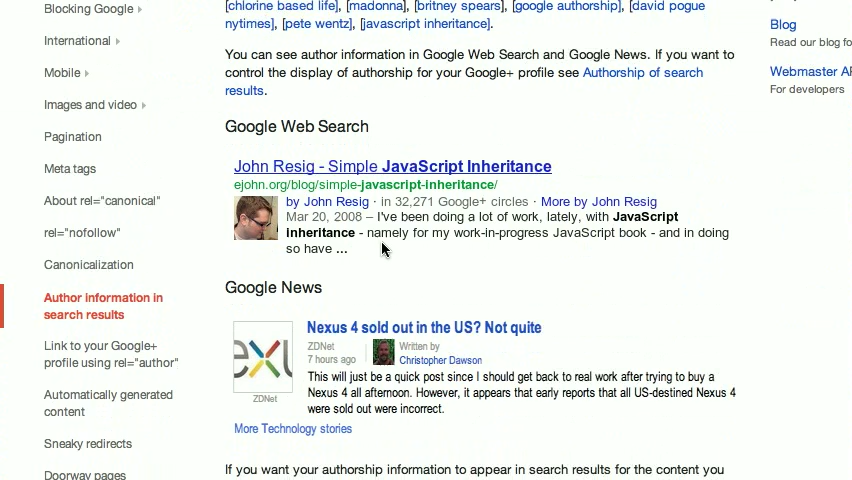 Blocking Google
International
Mobile
Images and video
Pagination
Meta tags
About rel="canonical"
rel="nofollow"
Canonicalization
Author information in
search results
Link to your Google+
profile using rel="author"
Automatically generated
content
Sneaky redirects
Doorway pages
[chlorine based life], [madonna], [britney spears], [google authorship], [david pogue
nytimes], [pete wentz], [javascript inheritance].
You can see author information in Google Web Search and Google News. If you want to
control the display of authorship for your Google+ profile see Authorship of search
results.
Google Web Search
John Resig - Simple JavaScript Inheritance
ejohn.org/blog/simple-javascript-inheritance/
by John Resig · in 32,271 Google+ circles · More by John Resig
Mar 20, 2008 – I've been doing a lot of work, lately, with JavaScript
inheritance - namely for my work-in-progress JavaScript book - and in doing
so have ...
Google News
Nexus 4 sold out in the US? Not quite
ZDNet
7 hours ago
Written by
Christopher Dawson
This will just be a quick post since I should get back to real work after trying to buy a
Nexus 4 all afternoon. However, it appears that early reports that all US-destined Nexus 4
were sold out were incorrect.
ZDNet
More Technology stories
If you want your authorship information to appear in search results for the content you
Blog
Read our blog fo
Webmaster AP
For developers